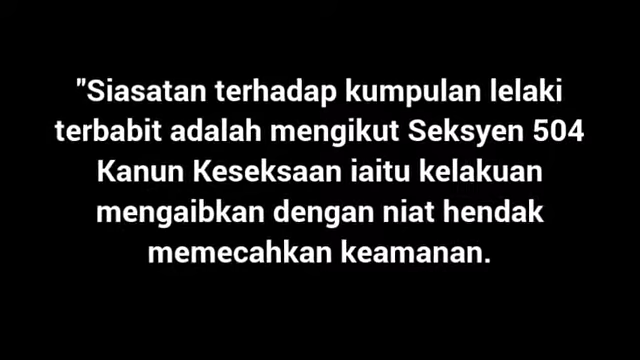 "Siasatan terhadap kumpulan lelaki
terbabit adalah mengikut Seksyen 504
Kanun Keseksaan iaitu kelakuan
mengaibkan dengan niat hendak
memecahkan keamanan.